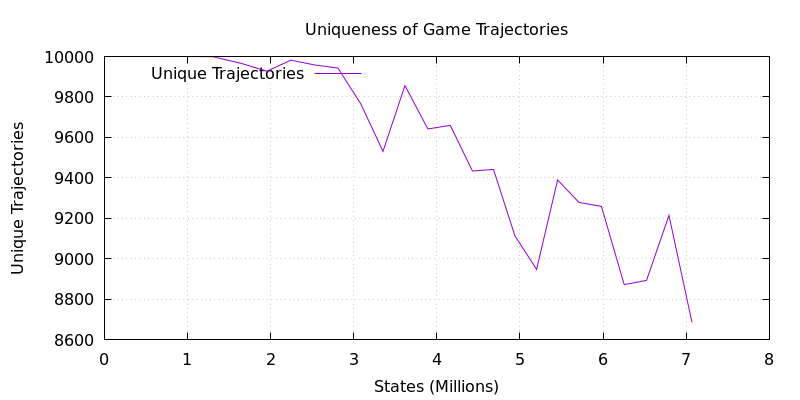 Uniqueness of Game Trajectories
Unique Trajectories
Unique Trajectories
10000
9800
9600
9400
9200
9000
8800
8600
0 1 2 3 4 5 6 7 8
States (Millions)